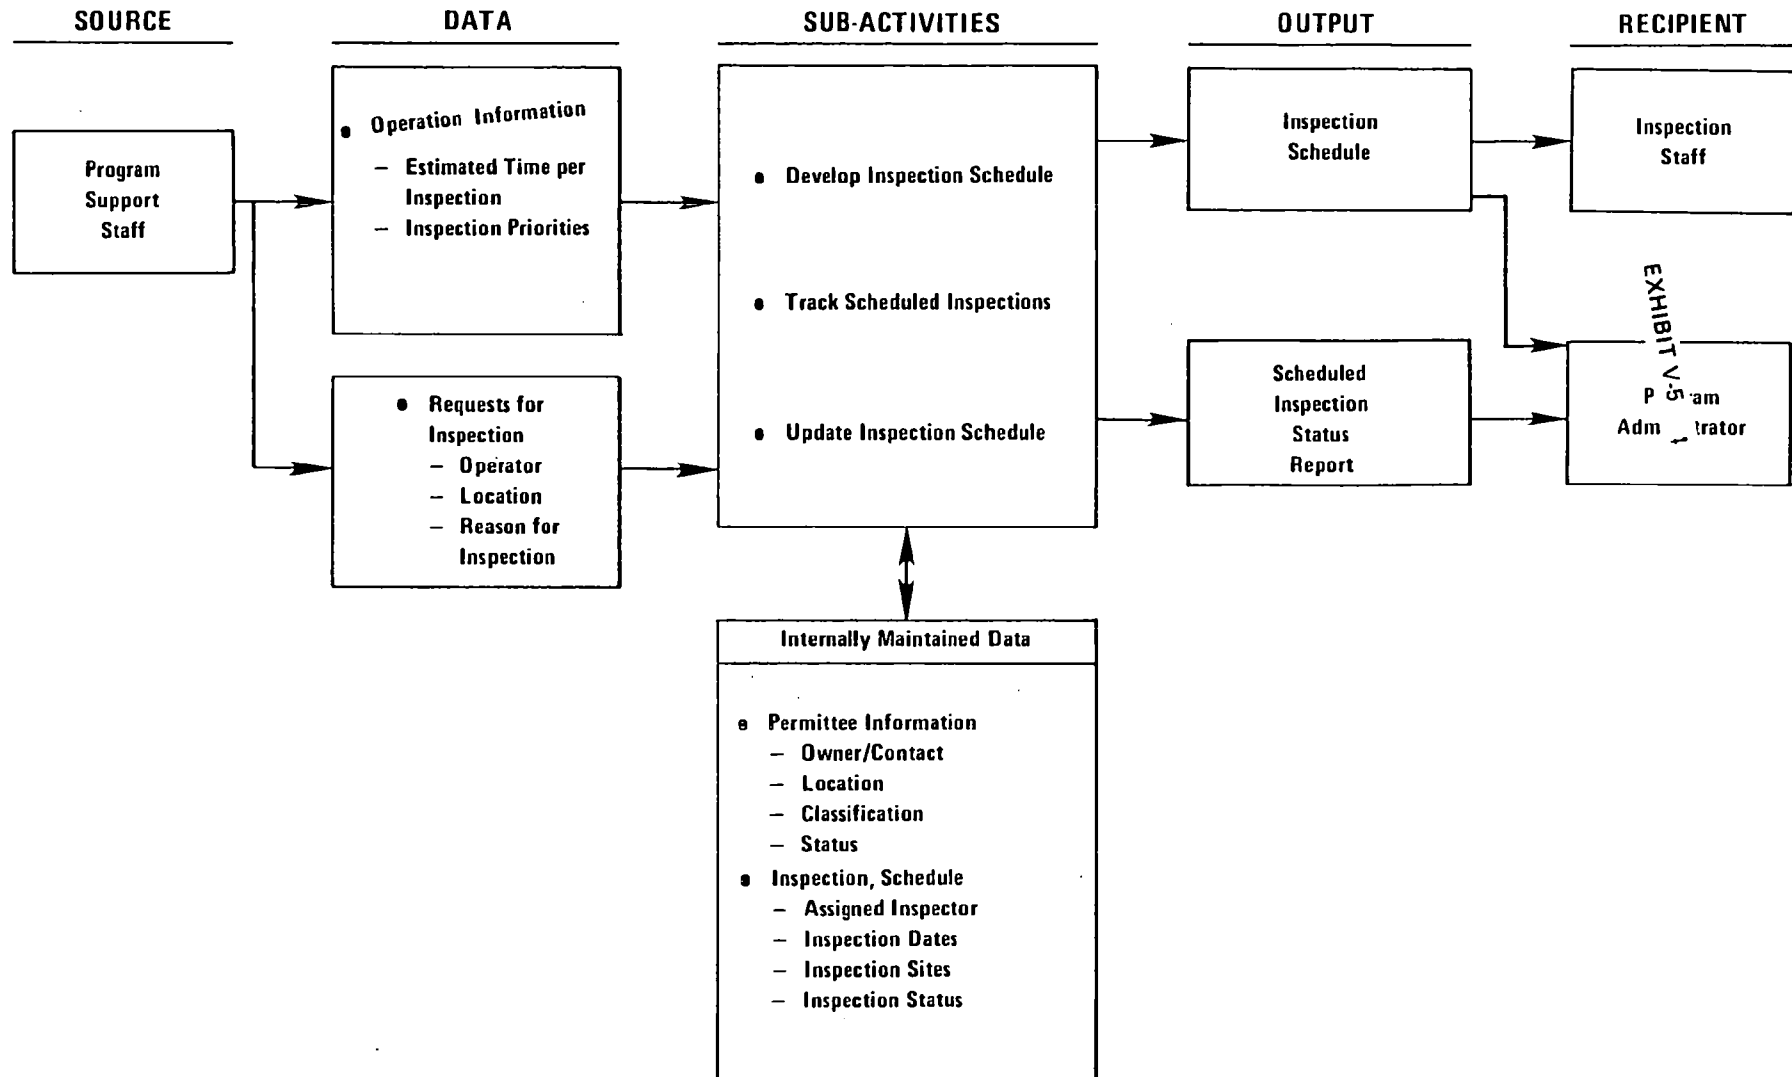 SOURCE
DATA
SUB-ACTIVITIES
OUTPUT
RECIPIENT
Program
Support
Staff
• Operation Information
– Estimated Time per
Inspection
– Inspection Priorities
• Requests for
Inspection
– Operator
– Location
– Reason for
Inspection
• Develop Inspection Schedule
• Track Scheduled Inspections
• Update Inspection Schedule
Internally Maintained Data
• Permittee Information
– Owner/Contact
– Location
– Classification
– Status
• Inspection, Schedule
– Assigned Inspector
– Inspection Dates
– Inspection Sites
– Inspection Status
Inspection
Schedule
Scheduled
Inspection
Status
Report
Inspection
Staff
EXHIBIT V-5